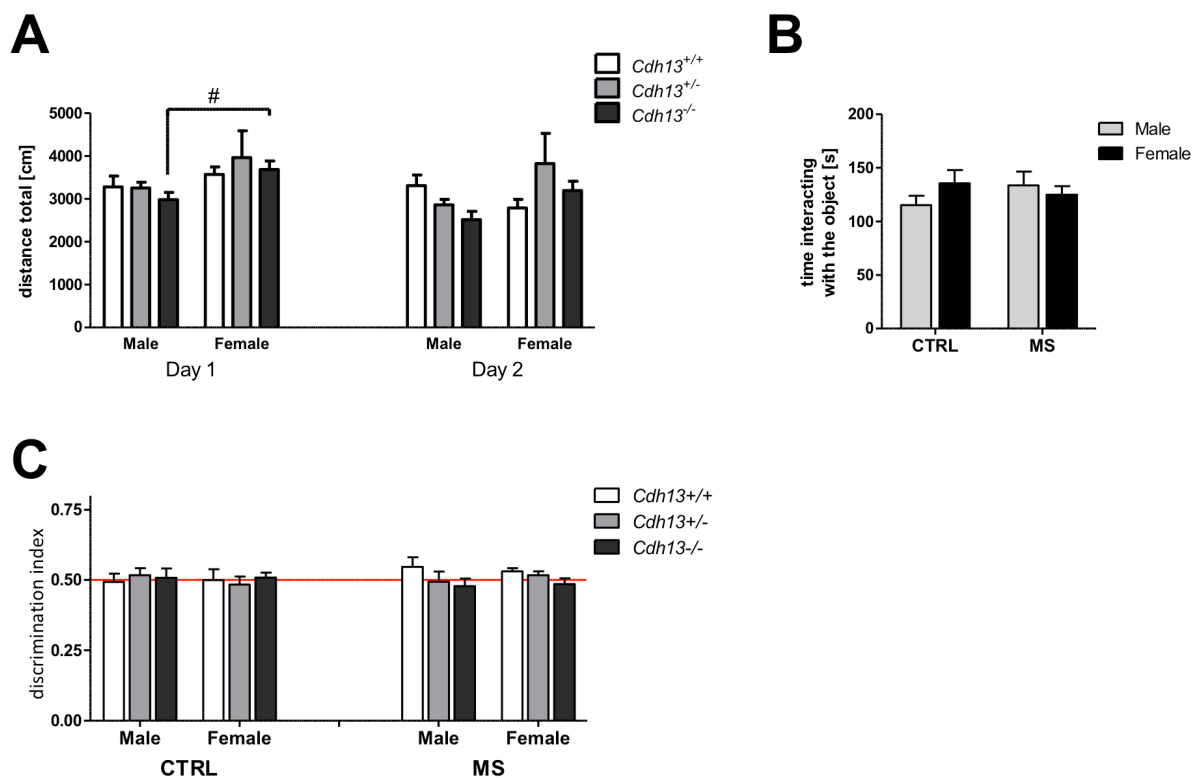 A
Cdh13+/+
Cdh13+/-
Cdh13-/-
#
distance total [cm]
5000
4000
3000
2000
1000
0
Male
Female
Male
Female
Day 1
Day 2
B
Male
Female
time interacting
with the object [s]
200
150
100
50
0
CTRL
MS
C
Cdh13+/+
Cdh13+/-
Cdh13-/-
discrimination index
0.75
0.50
0.25
0.00
Male
Female
Male
Female
CTRL
MS